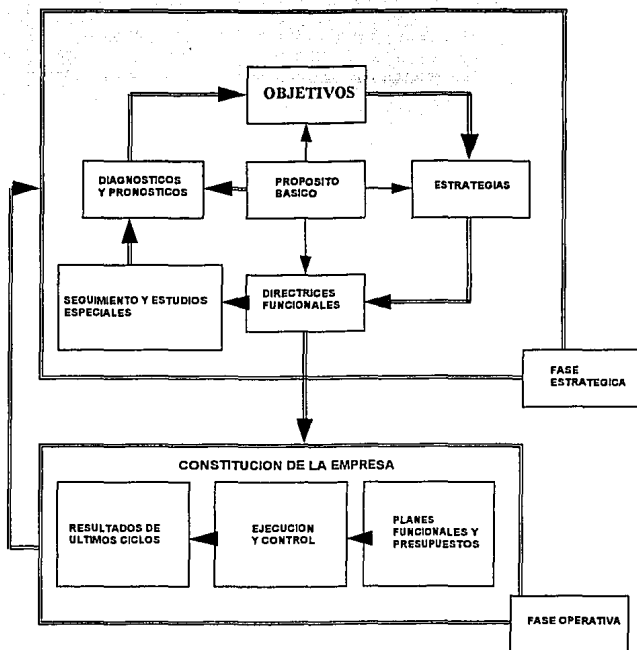 OBJETIVOS
DIAGNOSTICOS
Y PRONOSTICOS
PROPOSITO
BASICO
ESTRATEGIAS
SEGUIMIENTO Y ESTUDIOS
ESPECIALES
DIRECTRICES
FUNCIONALES
FASE
ESTRATEGICA
CONSTITUCION DE LA EMPRESA
RESULTADOS DE
ULTIMOS CICLOS
EJECUCION
Y CONTROL
PLANES
FUNCIONALES Y
PRESUPUESTOS
FASE OPERATIVA